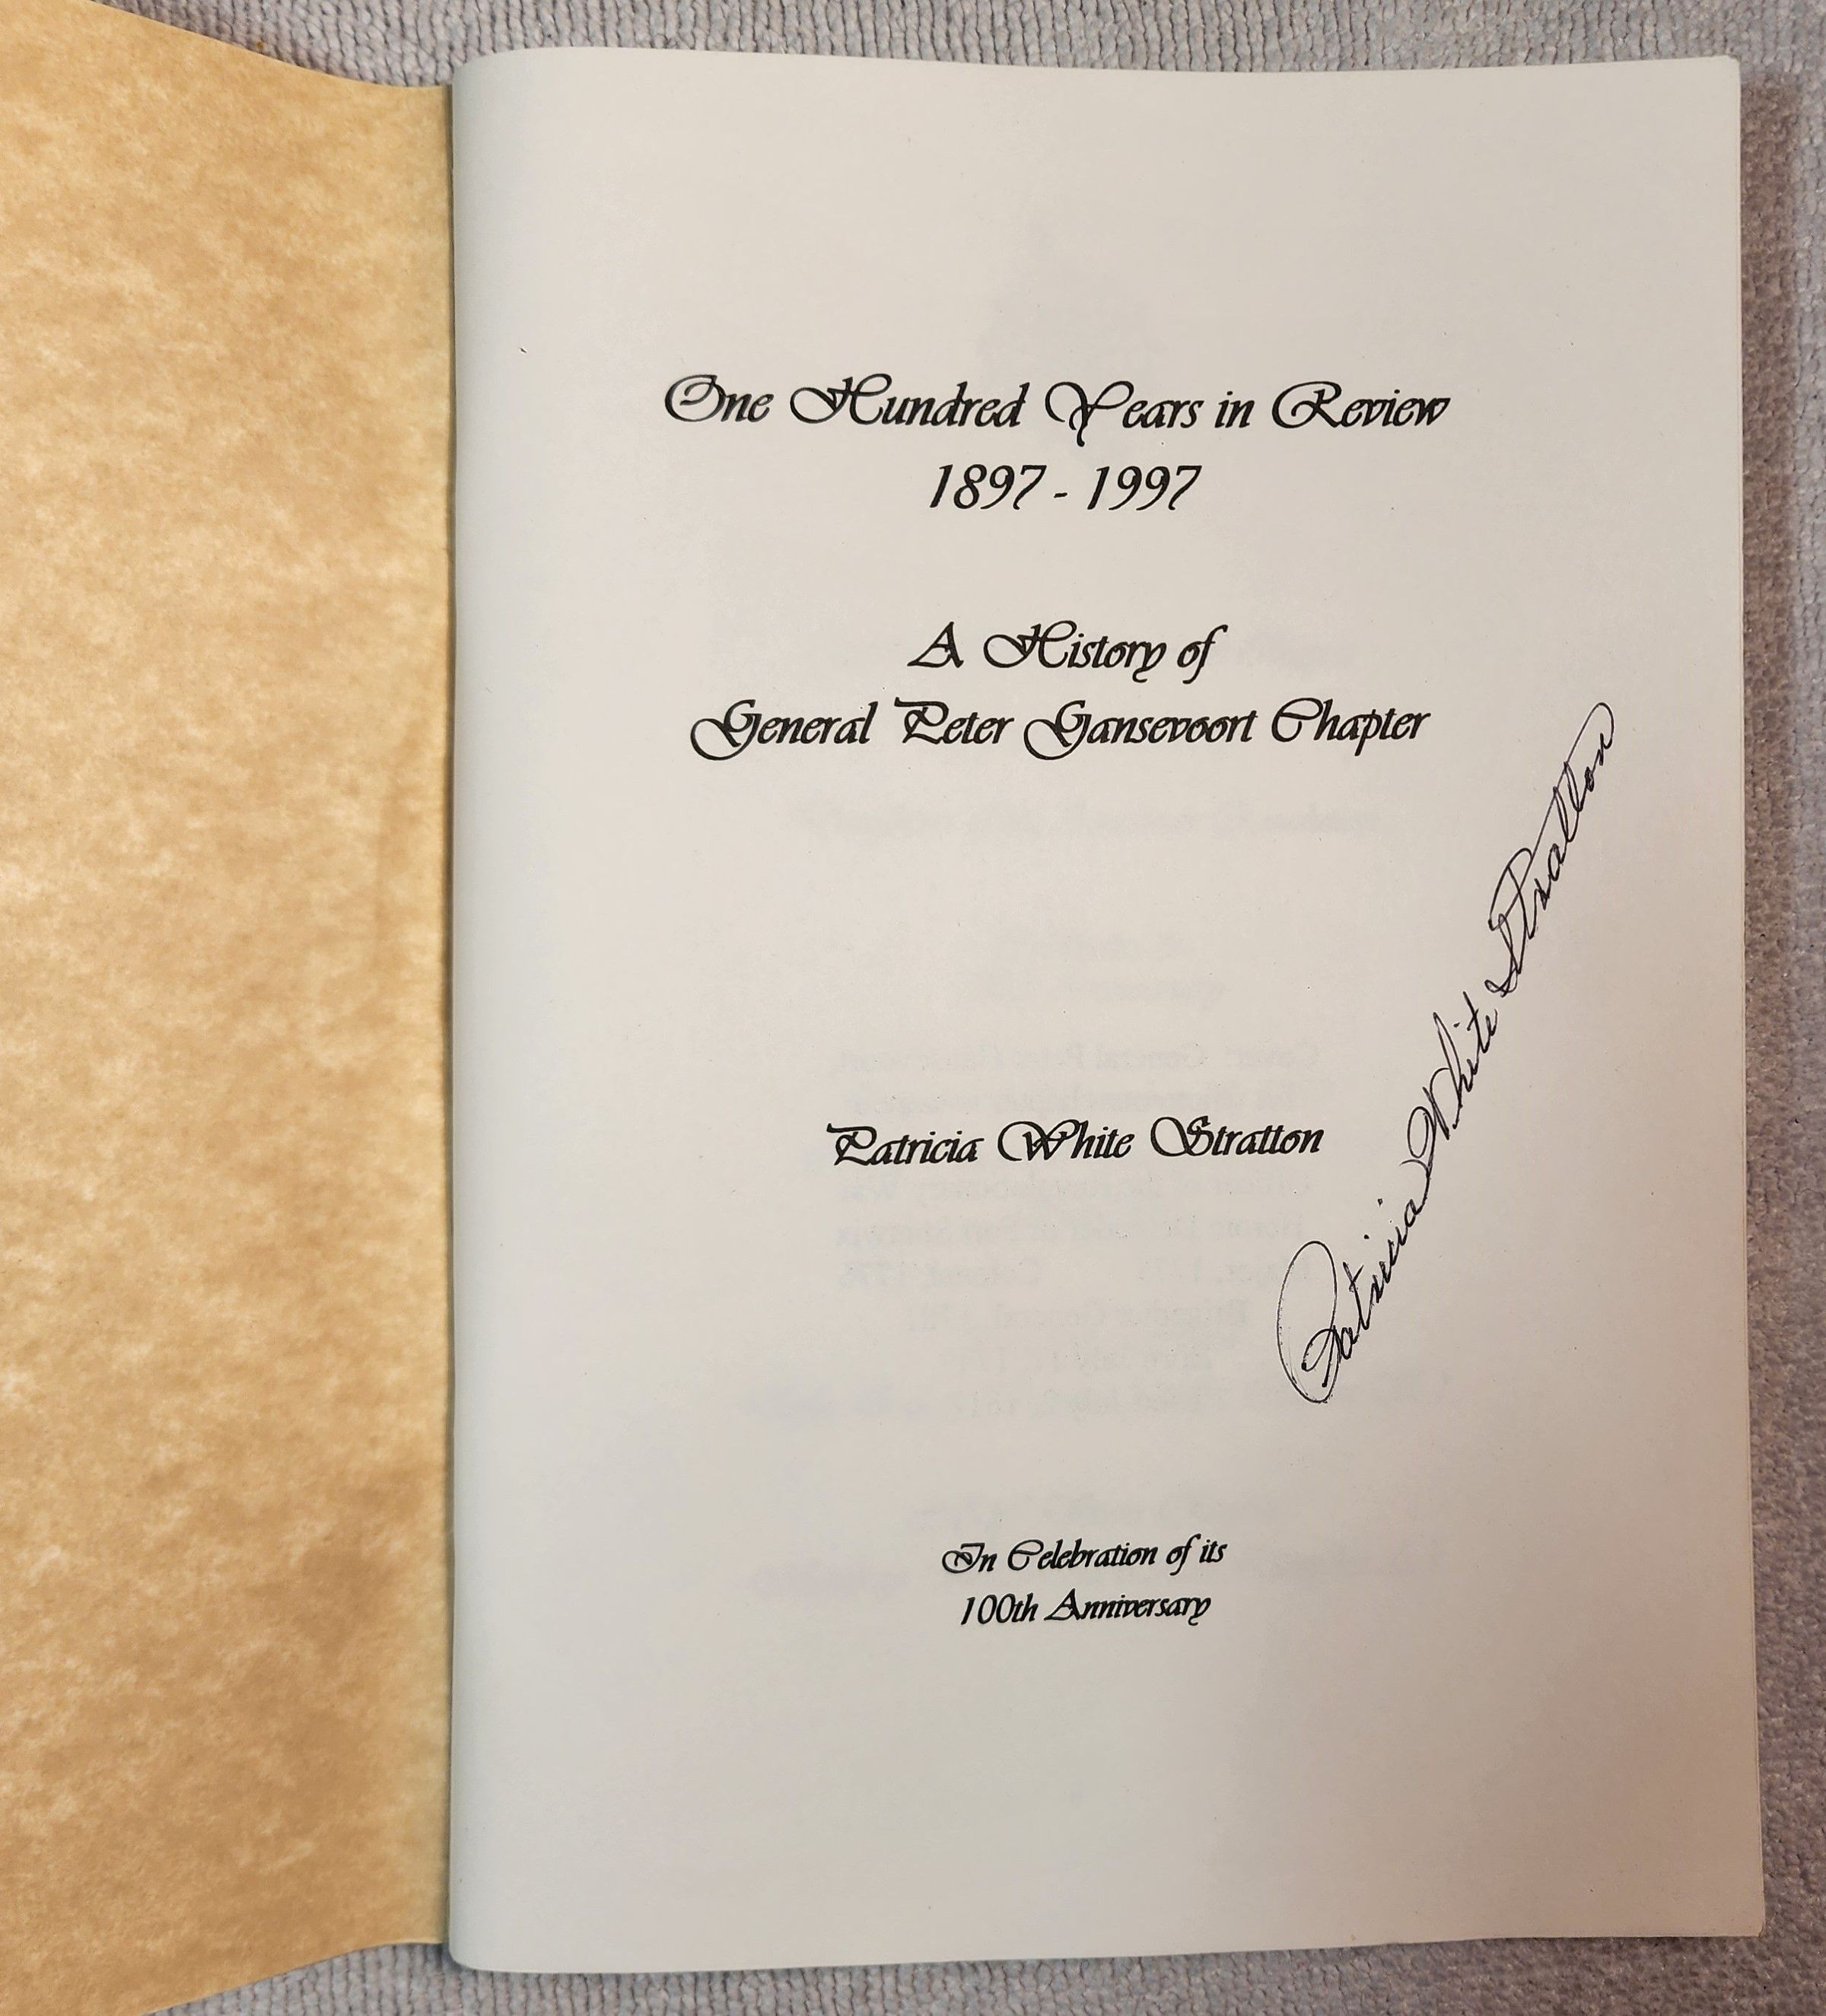 One Hundred Years in Review
1897 - 1997
A History of
General Peter Gansevoort Chapter
Patricia White Stratton
Patricia White Stratton
In Celebration of its
100th Anniversary